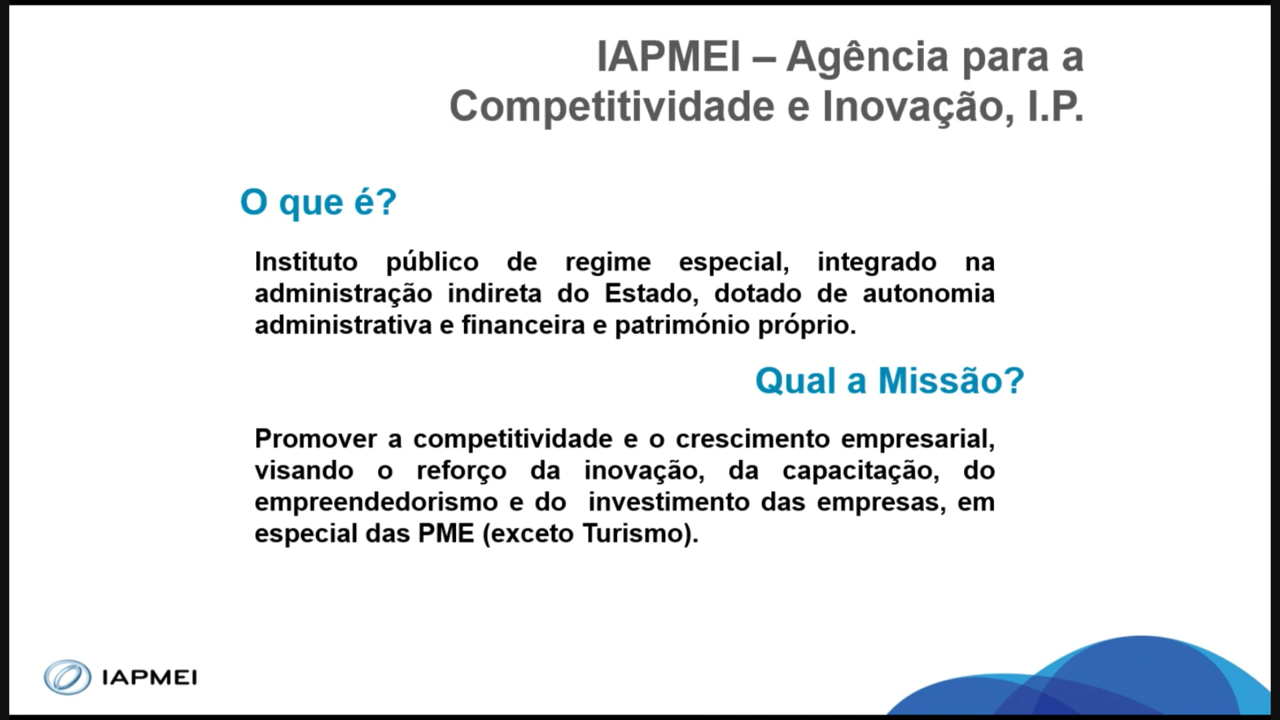 IAPMEI – Agência para a
Competitividade e Inovação, I.P.
O que é?
Instituto público de regime especial, integrado na
administração indireta do Estado, dotado de autonomia
administrativa e financeira e património próprio.
Qual a Missão?
Promover a competitividade e o crescimento empresarial,
visando o reforço da inovação, da capacitação, do
empreendedorismo e do  investimento das empresas, em
especial das PME (exceto Turismo).
IAPMEI